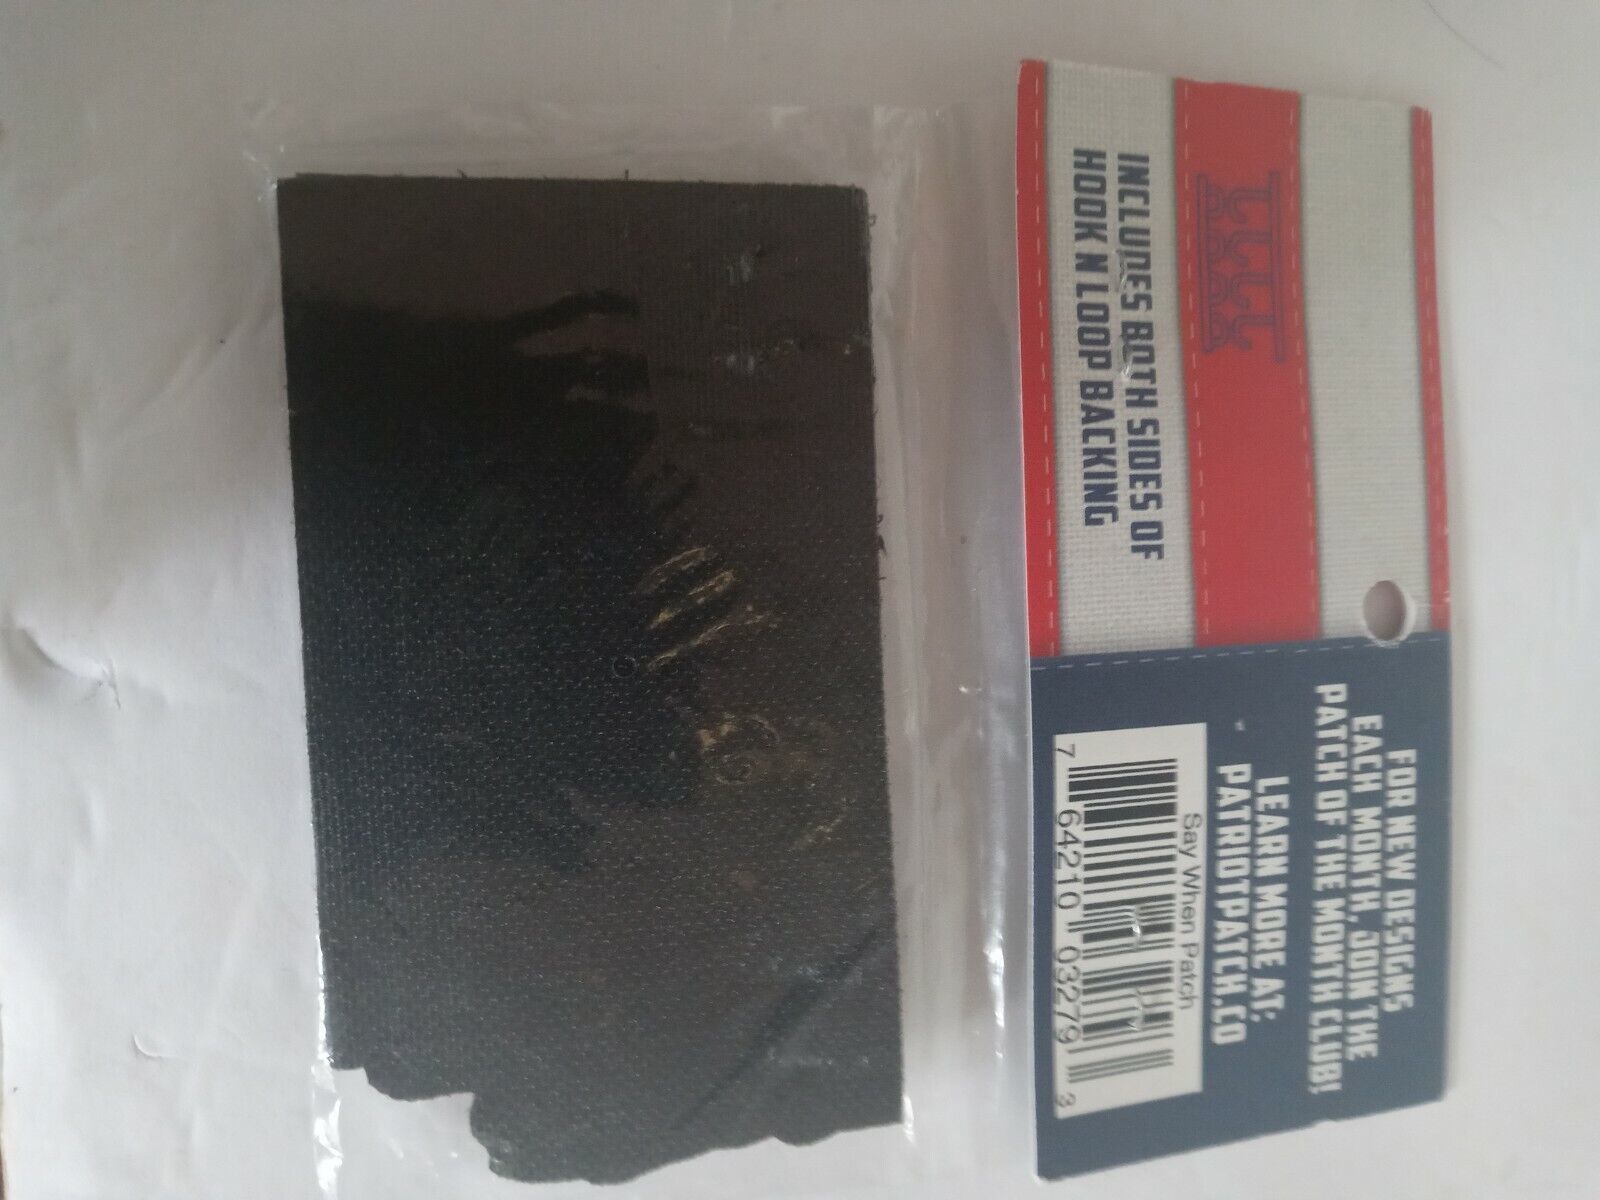 INCLUDES BOTH SIDES OF
HOOK N LOOP BACKING
FOR NEW DESIGNS
EACH MONTH, JOIN THE
PATCH OF THE MONTH CLUB!
LEARN MORE AT:
PATRIOTPATCH.CO
Say When Patch
7 64210 03279 3